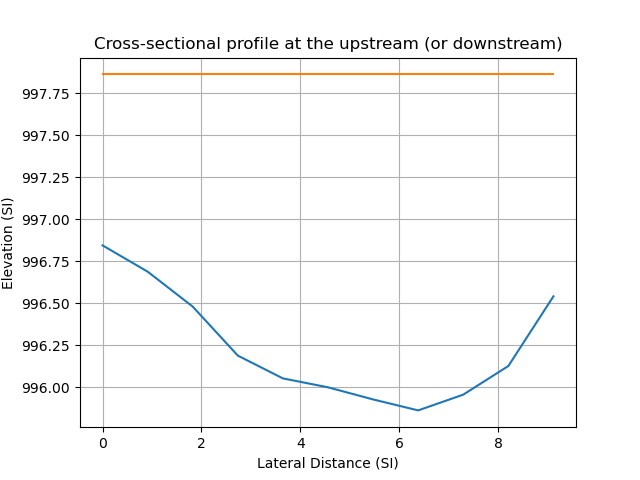 Cross-sectional profile at the upstream (or downstream)
997.75
997.50
997.25
997.00
996.75
996.50
996.25
996.00
Elevation (SI)
0 2 4 6 8
Lateral Distance (SI)